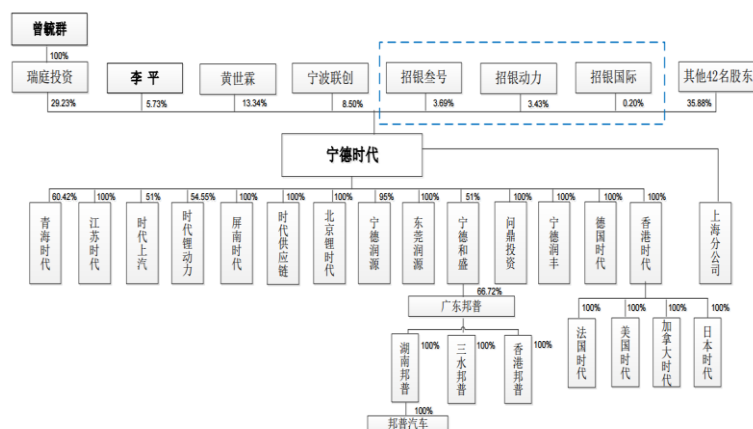 曾毓群
100%
瑞庭投资
李平
黄世霖
宁波联创
招银叁号
招银动力
招银国际
其他42名股东
29.23%
5.73%
13.34%
8.50%
3.69%
3.43%
0.20%
35.88%
宁德时代
60.42%
100%
51%
54.55%
100%
100%
100%
95%
100%
51%
100%
100%
100%
100%
青海时代
江苏时代
时代上汽
时代锂动力
屏南时代
时代供应链
北京锂时代
宁德润源
东莞润源
宁德和盛
问鼎投资
宁德润丰
德国时代
香港时代
上海分公司
66.72%
广东邦普
100%
100%
100%
100%
法国时代
美国时代
加拿大时代
日本时代
湖南邦普
100%
三水邦普
100%
香港邦普
100%
100%
邦普汽车